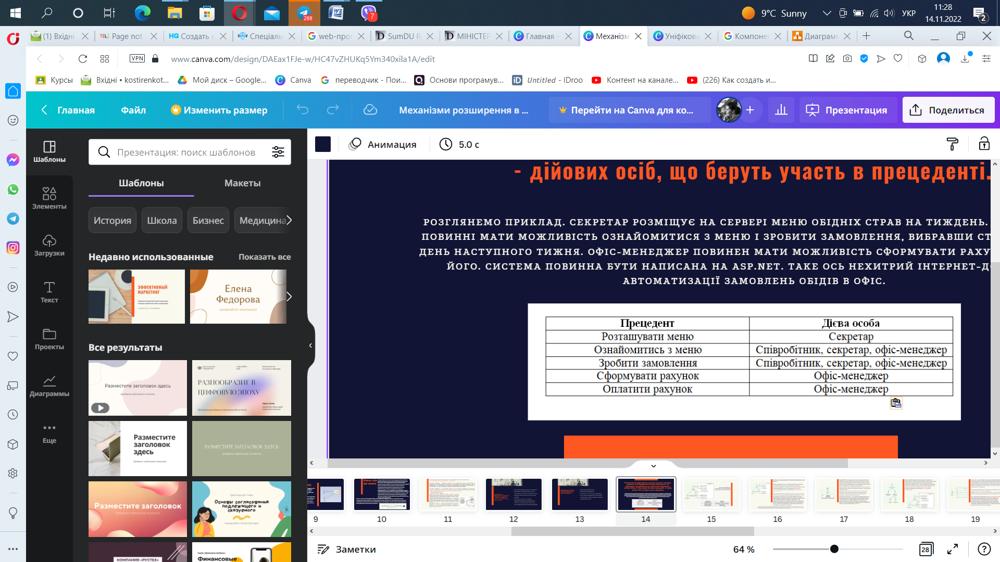 9°C Sunny
УКР
11:28
14.11.2022
2
288
7
(1) Вхідні
Page not
Создать
Спеціаль
web-прог
SumDU R
МІНІСТЕР
Главная –
Механізм
Уніфікова
Компонен
Диаграм
VPN
www.canva.com/design/DAEax1FJe-w/HC47vZHUKq5Ym340xila1A/edit
Курсы
Вхідні • kostirenkot...
Мой диск – Google...
Canva
переводчик - Пои...
Основи програмув...
Untitled - IDroo
Контент на канале...
(226) Как создать и...
Главная
Файл
Изменить размер
Механізми розширення в ...
Перейти на Canva для ко...
Презентация
Поделиться
Шаблоны
Элементы
Загрузки
Текст
Проекты
Диаграммы
Еще
Презентация: поиск шаблонов
Шаблоны
Макеты
История
Школа
Бизнес
Медицина
Недавно использованные
Показать все
ЭФФЕКТИВНЫЙ
МАРКЕТИНГ
Елена
Федорова
КОПИРАЙТЕР-ФРИЛАНСЕР
Все результаты
Разместите заголовок здесь
Добавьте небольшое описание
РАЗНООБРАЗИЕ В
ЦИФРОВУЮ ЭПОХУ
Разместите
заголовок
здесь
РАЗМЕСТИТЕ ЗАГОЛОВОК ЗДЕСЬ
Разместите заголовок
Основы согласования
подлежащего и
сказуемого
КОМПАНИЯ «РУСТЕХ»
Финансовые
Анимация
5.0 с
- дійових осіб, що беруть участь в прецеденті.
РОЗГЛЯНЕМО ПРИКЛАД. СЕКРЕТАР РОЗМІЩУЄ НА СЕРВЕРІ МЕНЮ ОБІДНІХ СТРАВ НА ТИЖДЕНЬ.
ПОВИННІ МАТИ МОЖЛИВІСТЬ ОЗНАЙОМИТИСЯ З МЕНЮ І ЗРОБИТИ ЗАМОВЛЕННЯ, ВИБРАВШИ СТ
ДЕНЬ НАСТУПНОГО ТИЖНЯ. ОФІС-МЕНЕДЖЕР ПОВИНЕН МАТИ МОЖЛИВІСТЬ СФОРМУВАТИ РАХУ
ЙОГО. СИСТЕМА ПОВИННА БУТИ НАПИСАНА НА ASP.NET. ТАКЕ ОСЬ НЕХИТРИЙ ІНТЕРНЕТ-ДО
АВТОМАТИЗАЦІЇ ЗАМОВЛЕНЬ ОБІДІВ В ОФІС.
Прецедент Дієва особа
Розташувати меню Секретар
Ознайомитись з меню Співробітник, секретар, офіс-менеджер
Зробити замовлення Співробітник, секретар, офіс-менеджер
Сформувати рахунок Офіс-менеджер
Оплатити рахунок Офіс-менеджер
9 10 11 12 13 14 15 16 17 18 19
Заметки
64 %
28